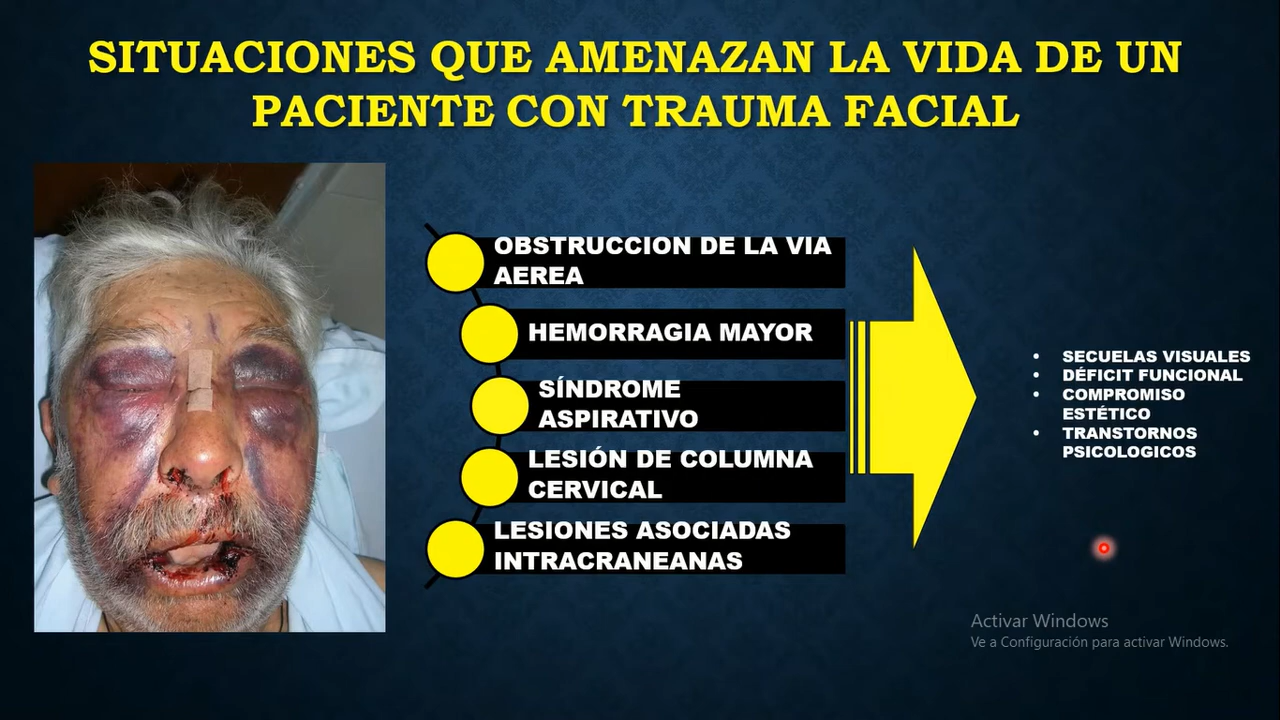 SITUACIONES QUE AMENAZAN LA VIDA DE UN
PACIENTE CON TRAUMA FACIAL
OBSTRUCCION DE LA VIA
AEREA
HEMORRAGIA MAYOR
SÍNDROME
ASPIRATIVO
LESIÓN DE COLUMNA
CERVICAL
LESIONES ASOCIADAS
INTRACRANEANAS
• SECUELAS VISUALES
• DÉFICIT FUNCIONAL
• COMPROMISO
ESTÉTICO
• TRANSTORNOS
PSICOLOGICOS
Activar Windows
Ve a Configuración para activar Windows.